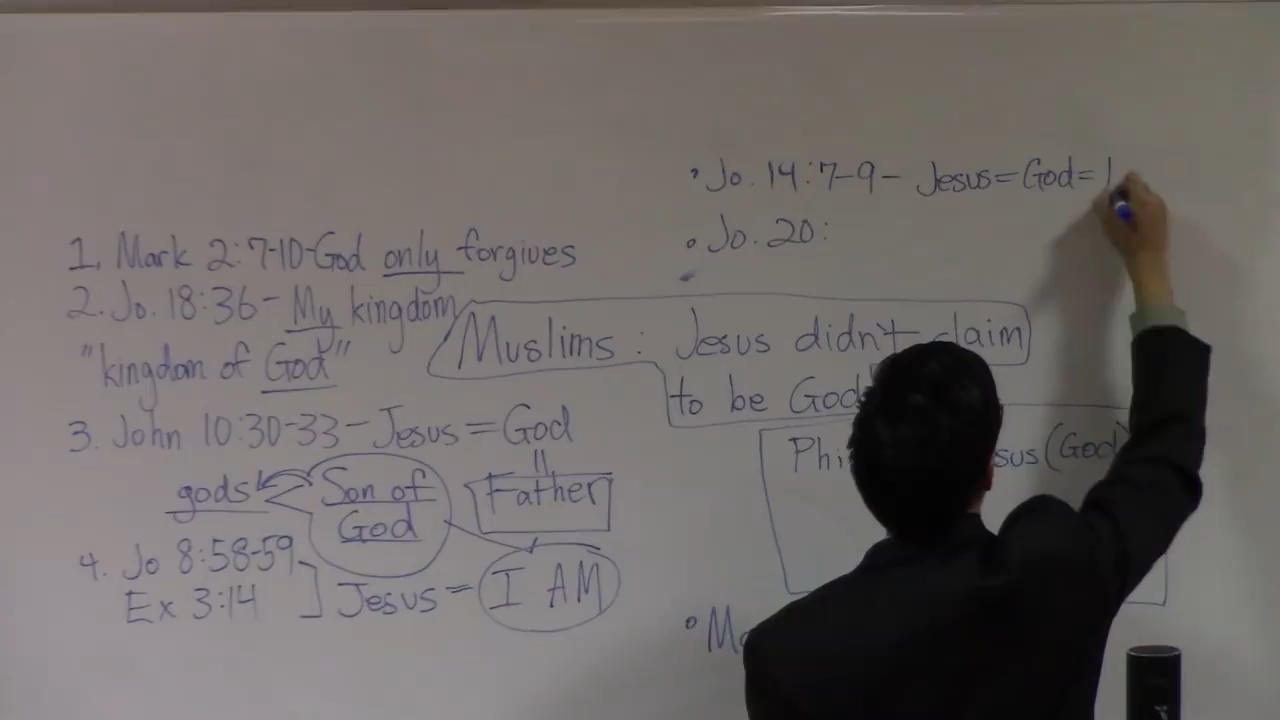 1. Mark 2:7-10-God only forgives
2. Jo. 18:36- My kingdom
"kingdom of God"
3. John 10:30-33-Jesus = God
=
Father
gods Son of
God
4. Jo 8:58-59
Ex 3:14 ] Jesus = I AM
• Jo. 14:7-9- Jesus=God=
• Jo. 20:
Muslims: Jesus didn't claim
to be God
(God